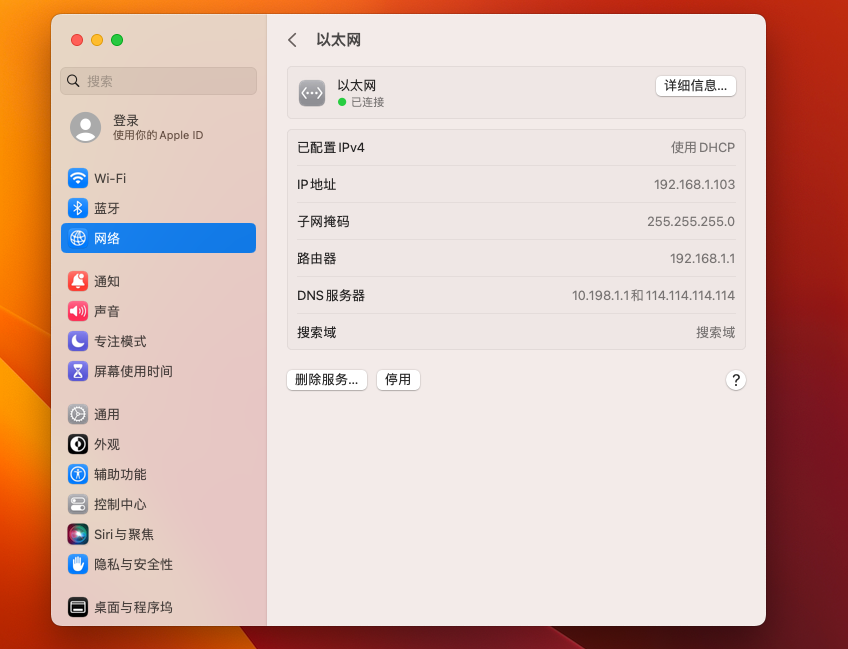 搜索
登录
使用你的 Apple ID
Wi-Fi
蓝牙
网络
通知
声音
专注模式
屏幕使用时间
通用
外观
辅助功能
控制中心
Siri与聚焦
隐私与安全性
桌面与程序坞
以太网
以太网
已连接
详细信息...
已配置 IPv4 使用 DHCP
IP 地址 192.168.1.103
子网掩码 255.255.255.0
路由器 192.168.1.1
DNS 服务器 10.198.1.1和114.114.114.114
搜索域 搜索域
删除服务... 停用 ?